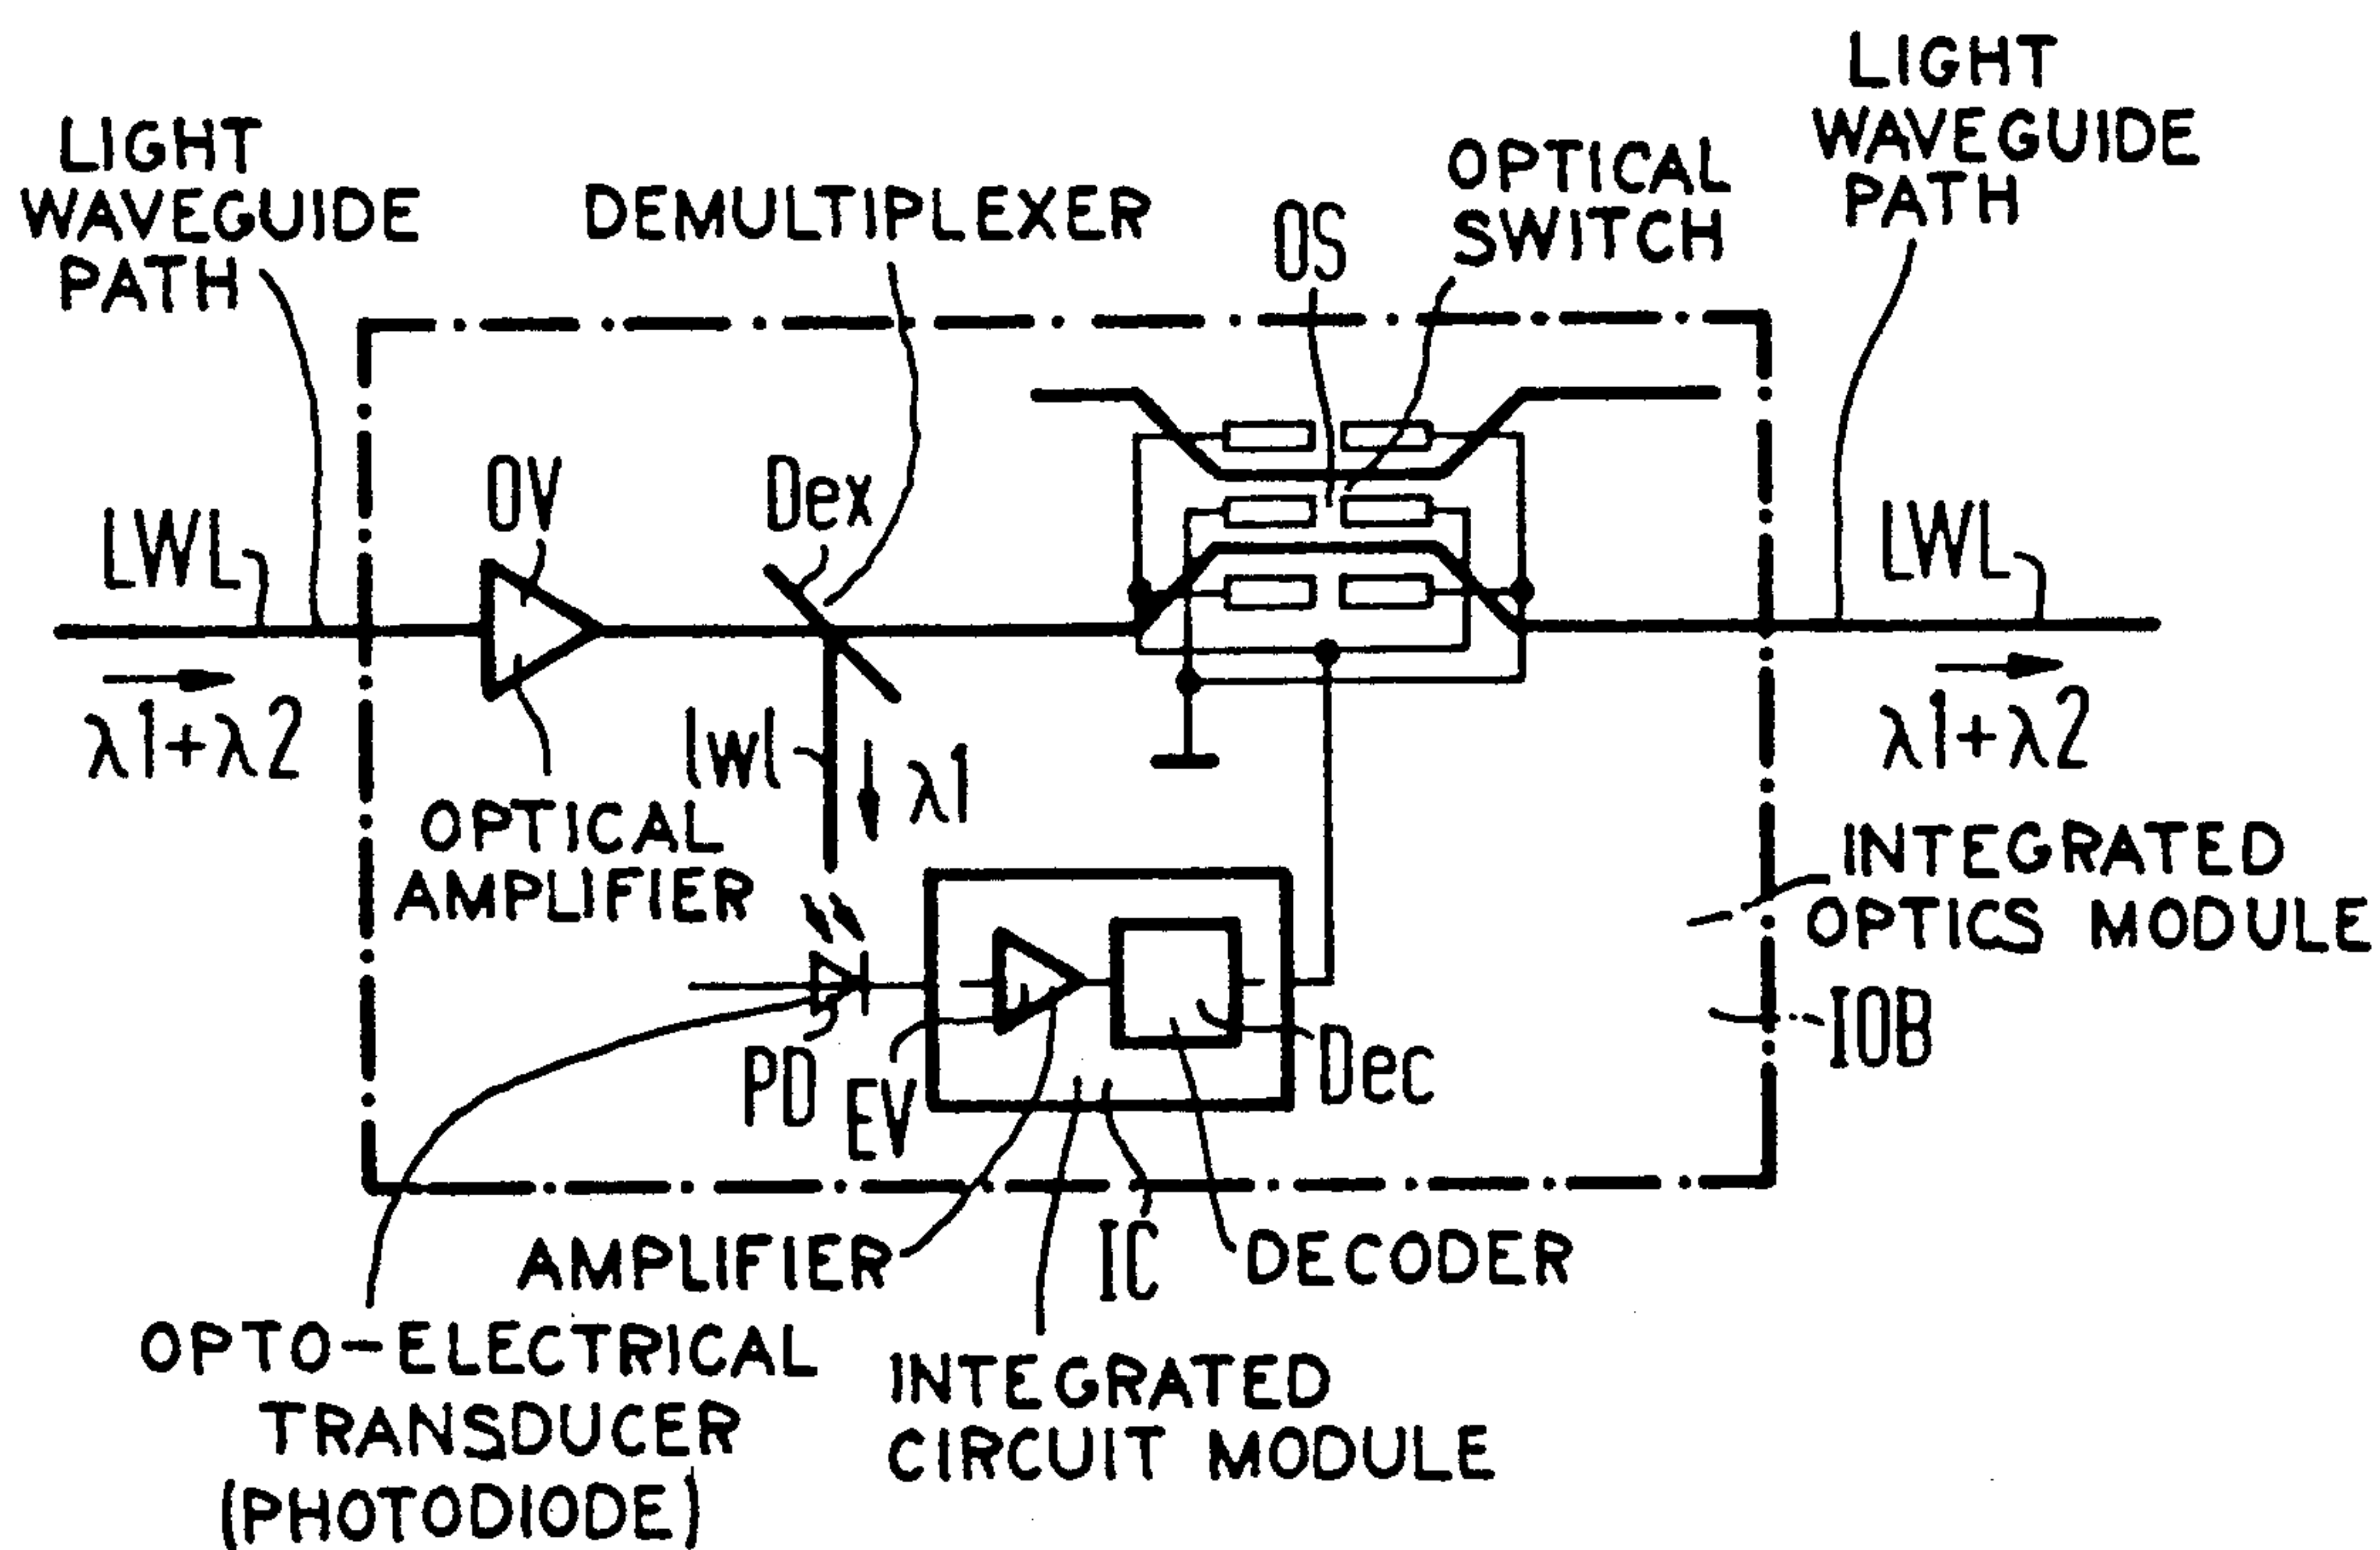 LIGHT
WAVEGUIDE
PATH
LIGHT
WAVEGUIDE
PATH
DEMULTIPLEXER
OS
OPTICAL
SWITCH
OV
Dex
LWL
LWL
λ1+λ2
λ1+λ2
lwl
λ1
OPTICAL
AMPLIFIER
INTEGRATED
OPTICS MODULE
IOB
PD
EV
Dec
AMPLIFIER
IC
DECODER
OPTO-ELECTRICAL
TRANSDUCER
(PHOTODIODE)
INTEGRATED
CIRCUIT MODULE